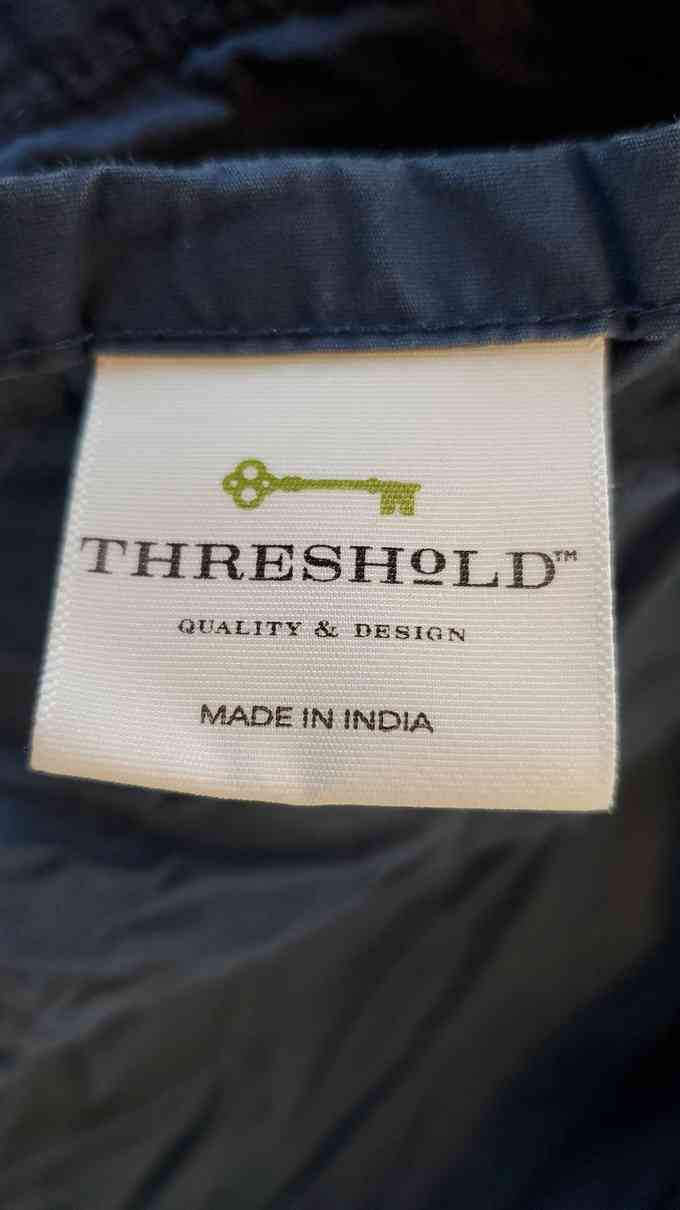 THRESHOLD™
QUALITY & DESIGN
MADE IN INDIA